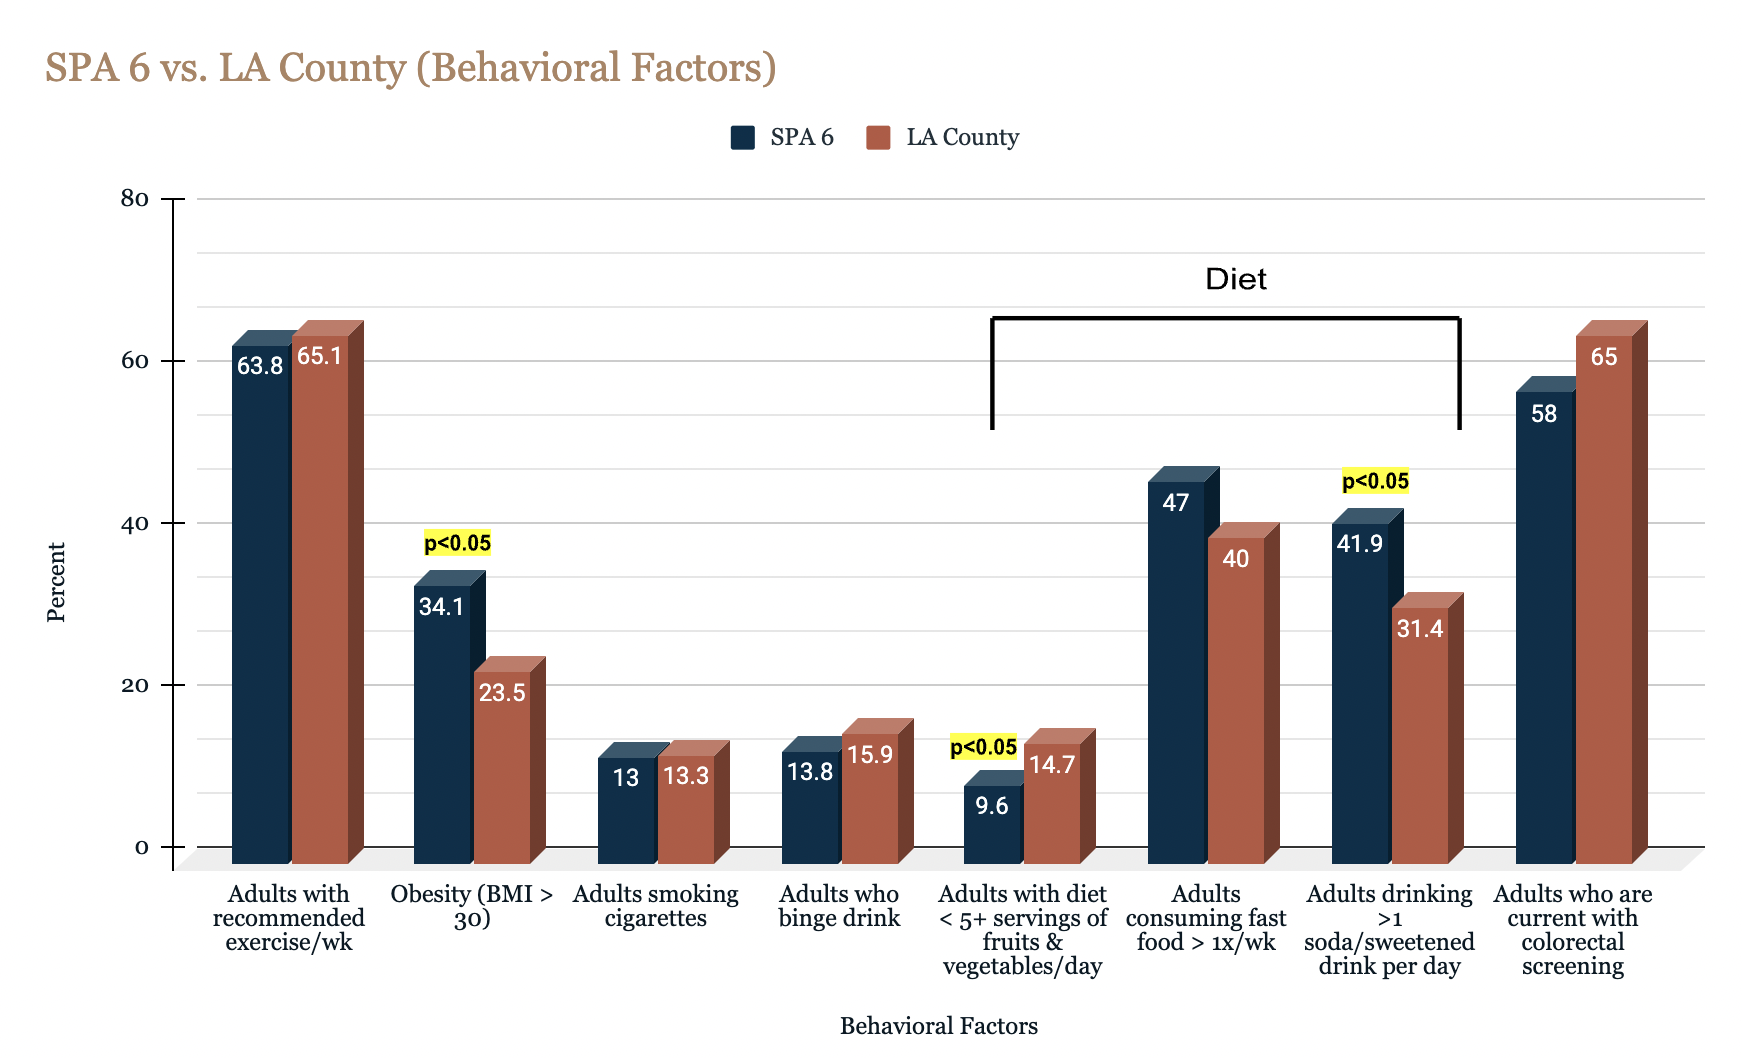 SPA 6 vs. LA County (Behavioral Factors)
SPA 6
LA County
80
60
40
20
0
Percent
Diet
63.8
65.1
p<0.05
34.1
23.5
13
13.3
13.8
15.9
p<0.05
9.6
14.7
47
40
p<0.05
41.9
31.4
58
65
Adults with
recommended
exercise/wk
Obesity (BMI >
30)
Adults smoking
cigarettes
Adults who
binge drink
Adults with diet
< 5+ servings of
fruits &
vegetables/day
Adults
consuming fast
food > 1x/wk
Adults drinking
>1
soda/sweetened
drink per day
Adults who are
current with
colorectal
screening
Behavioral Factors